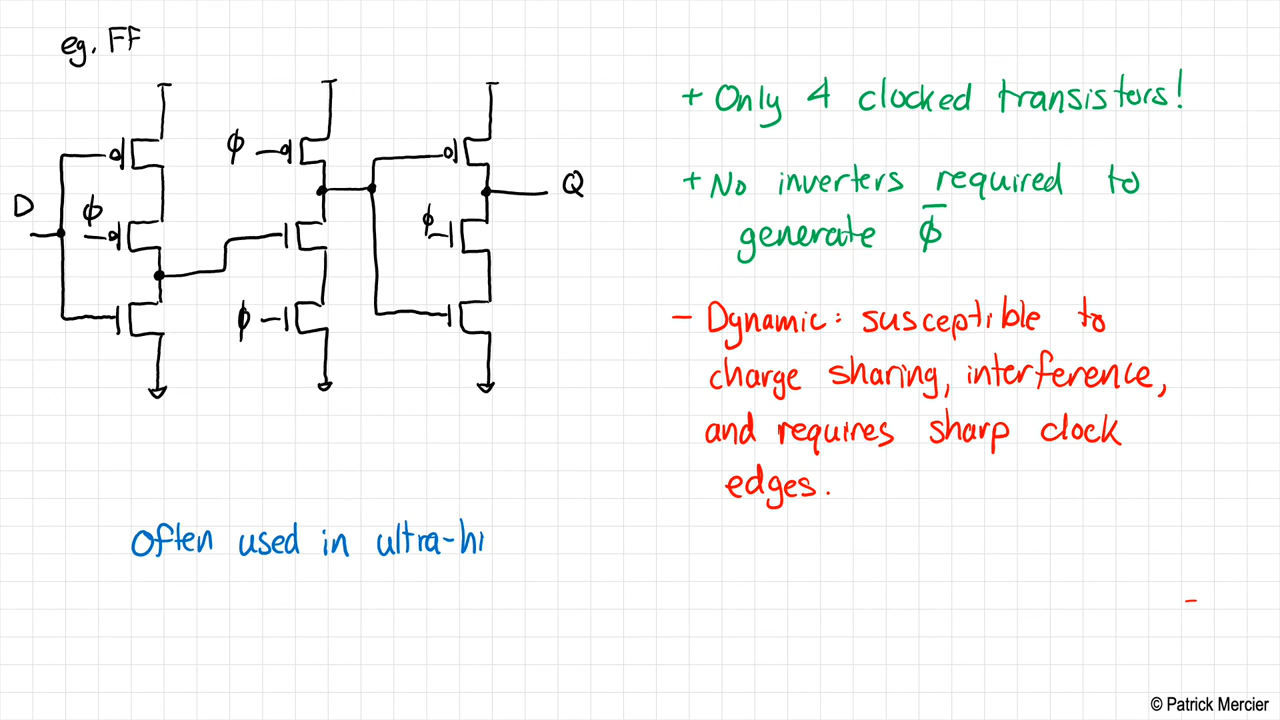 eg. FF
D
ϕ
ϕ
ϕ
ϕ
Q
+ Only 4 clocked transistors!
+ No inverters required to
generate ϕ̅
- Dynamic: susceptible to
charge sharing, interference,
and requires sharp clock
edges.
Often used in ultra-hi
-
© Patrick Mercier